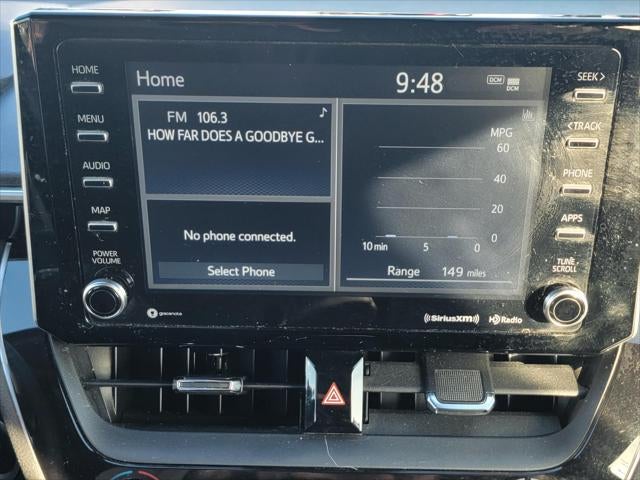 HOME
MENU
AUDIO
MAP
POWER
VOLUME
Home
9:48
DCM
DCM
FM 106.3
HOW FAR DOES A GOODBYE G...
No phone connected.
Select Phone
MPG
60
40
20
0
10 min 5 0
Range 149 miles
SEEK >
< TRACK
PHONE
APPS
TUNE
SCROLL
gracenote
SiriusXM
HD Radio